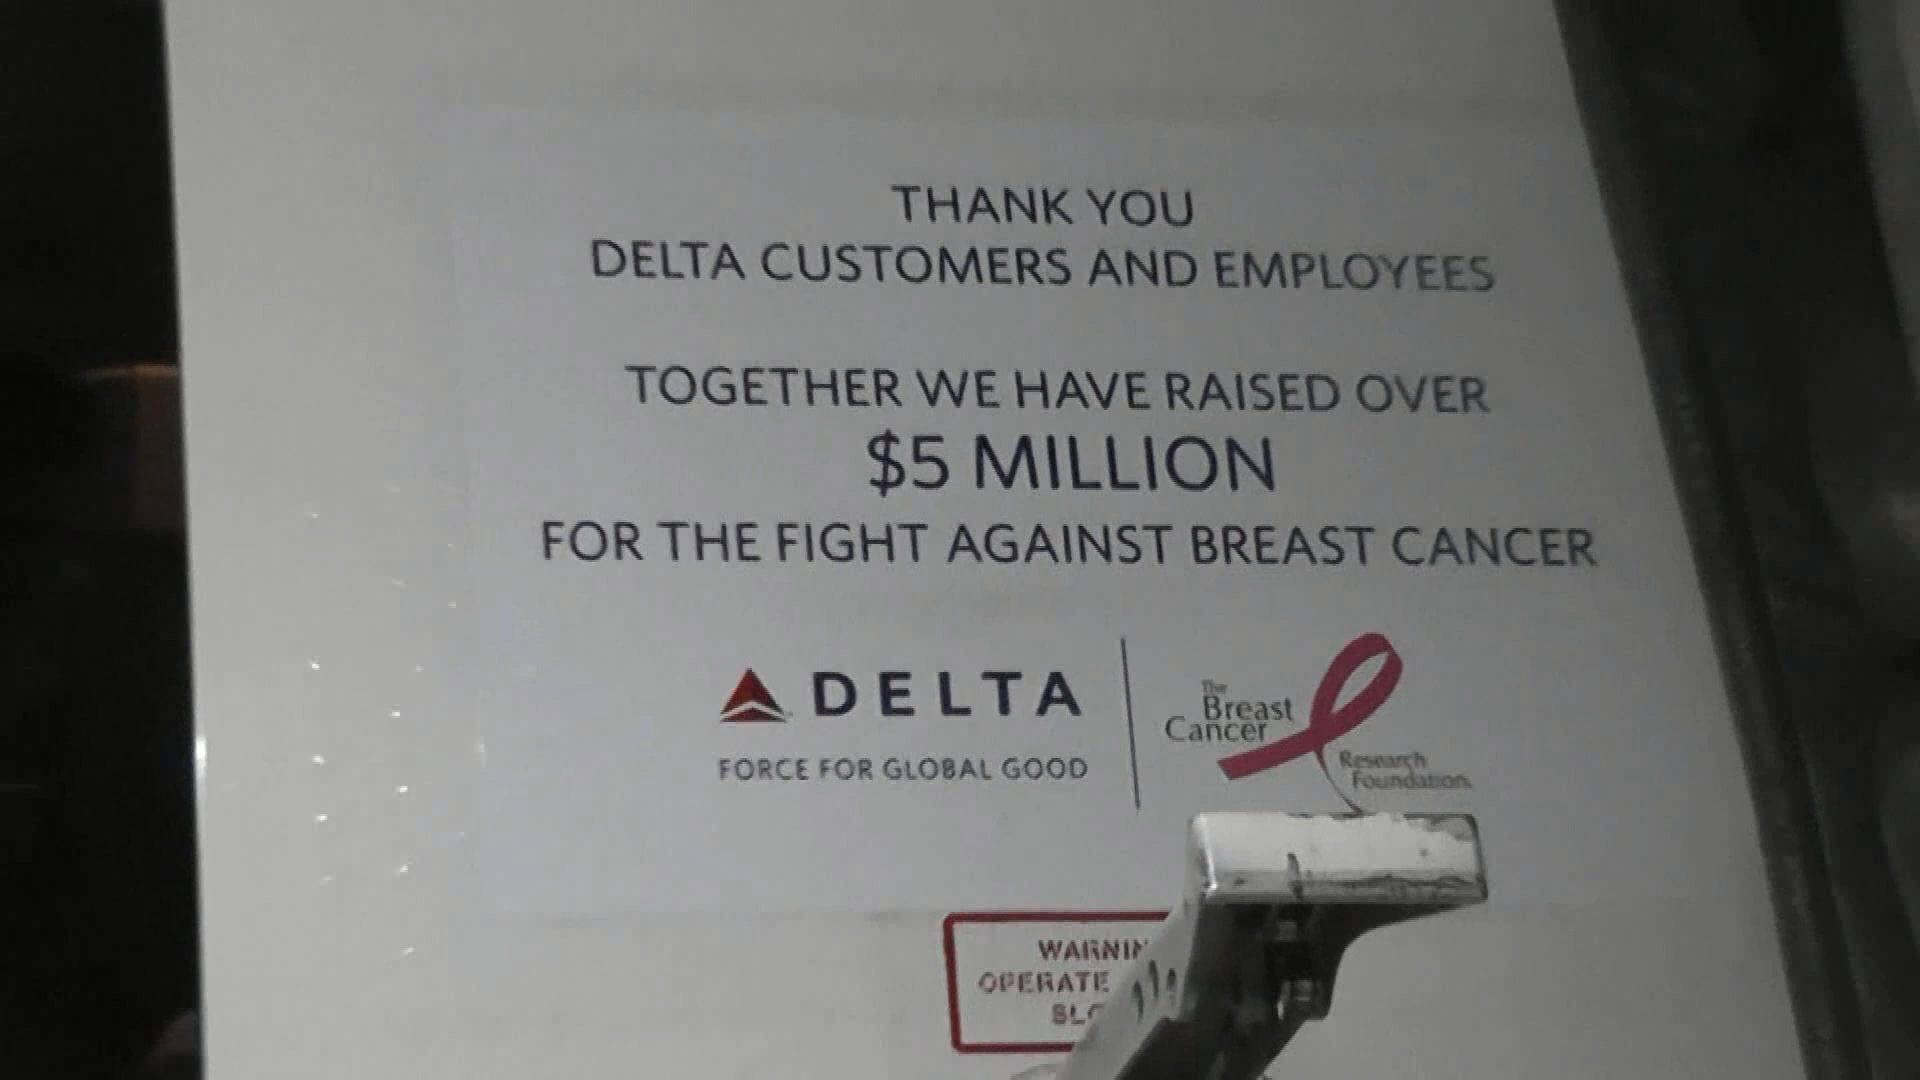 THANK YOU
DELTA CUSTOMERS AND EMPLOYEES
TOGETHER WE HAVE RAISED OVER
$5 MILLION
FOR THE FIGHT AGAINST BREAST CANCER
DELTA
FORCE FOR GLOBAL GOOD
The
Breast
Cancer
Research
Foundation
OPERATE